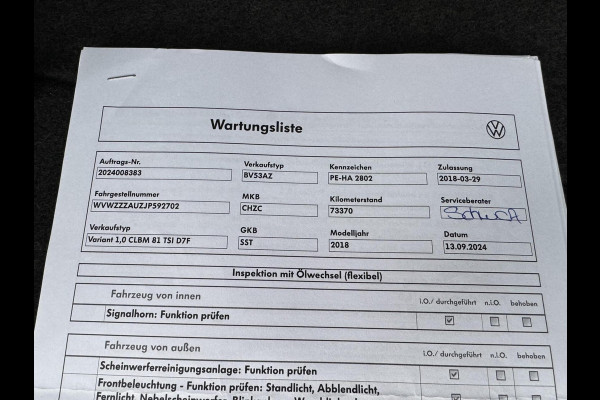 Wartungsliste
Auftrags-Nr. Verkaufstyp Kennzeichen Zulassung
2024008383 BV53AZ PE-HA 2802 2018-03-29
Fahrgestellnummer MKB Kilometerstand Serviceberater
WVWZZZAUZJP592702 CHZC 73370
Verkaufstyp GKB Modelljahr Datum
Variant 1,0 CLBM 81 TSI D7F SST 2018 13.09.2024
Inspektion mit Ölwechsel (flexibel)
Fahrzeug von innen i.O./ durchgeführt n.i.O. behoben
Signalhorn: Funktion prüfen
Fahrzeug von außen i.O./ durchgeführt n.i.O. behoben
Scheinwerferreinigungsanlage: Funktion prüfen
Frontbeleuchtung - Funktion prüfen: Standlicht, Abblendlicht,
Fernlicht, Nebelscheinwerfer,